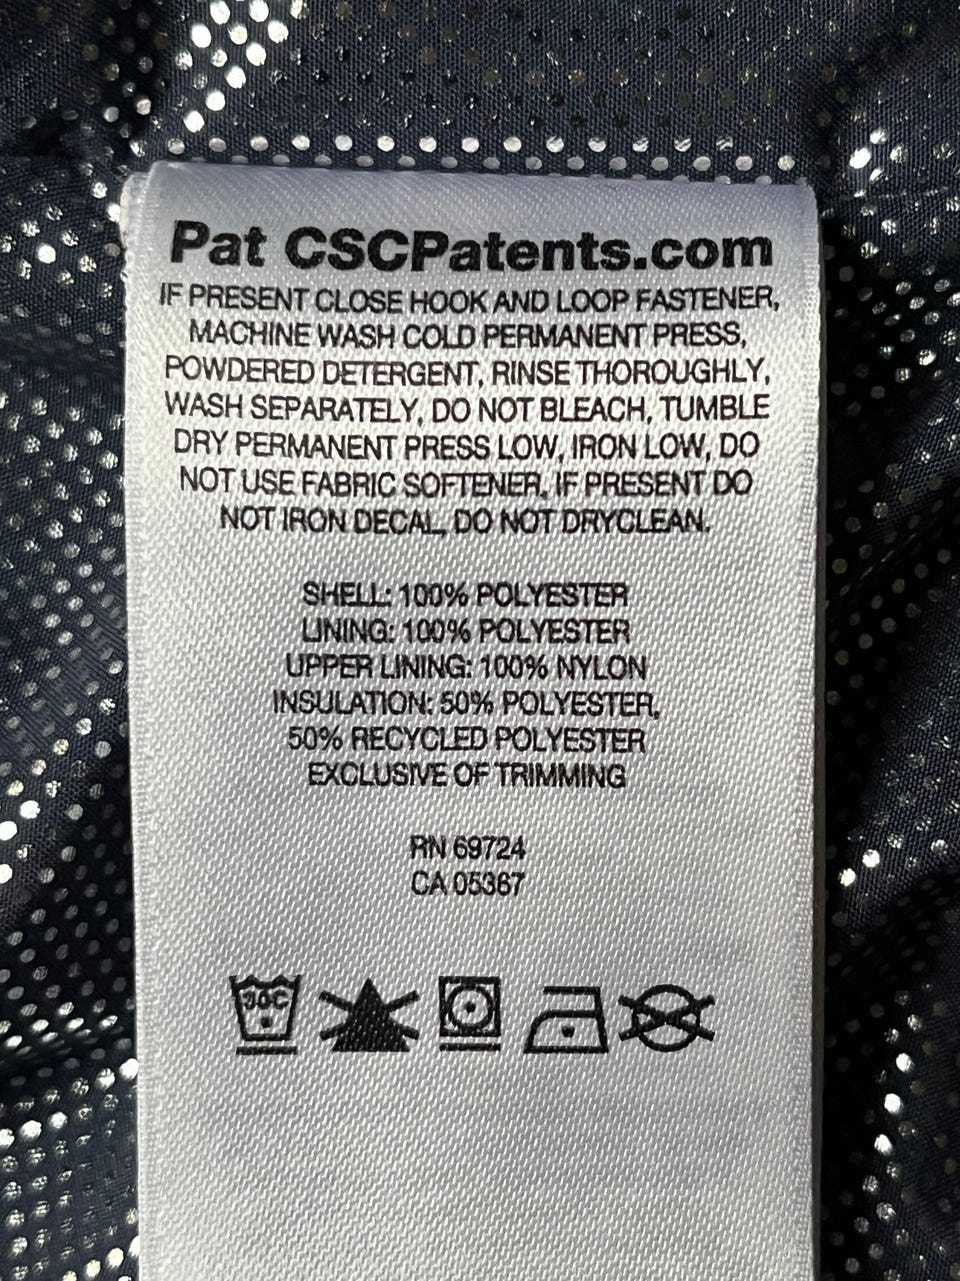 Pat CSCPatents.com
IF PRESENT CLOSE HOOK AND LOOP FASTENER,
MACHINE WASH COLD PERMANENT PRESS,
POWDERED DETERGENT, RINSE THOROUGHLY,
WASH SEPARATELY, DO NOT BLEACH, TUMBLE
DRY PERMANENT PRESS LOW, IRON LOW, DO
NOT USE FABRIC SOFTENER, IF PRESENT DO
NOT IRON DECAL, DO NOT DRYCLEAN.
SHELL: 100% POLYESTER
LINING: 100% POLYESTER
UPPER LINING: 100% NYLON
INSULATION: 50% POLYESTER,
50% RECYCLED POLYESTER
EXCLUSIVE OF TRIMMING
RN 69724
CA 05367
30C